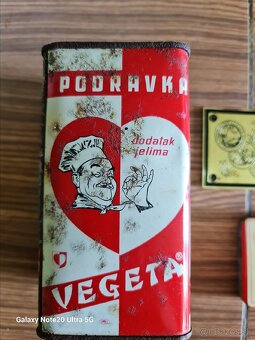 PODRAVKA
dodatak
jelima
VEGETA®
Galaxy Note20 Ultra 5G